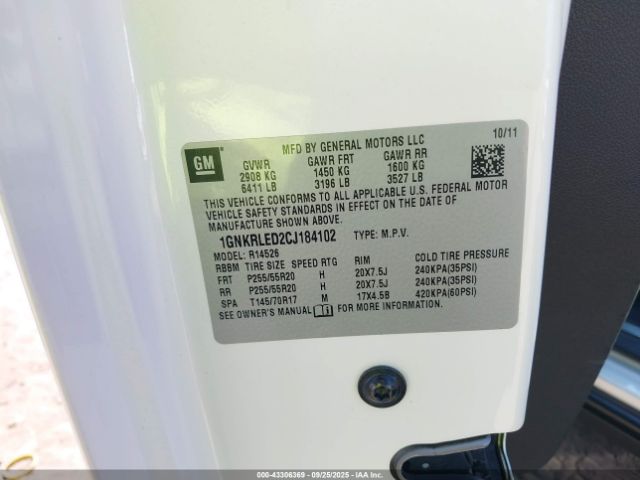 GM
MFD BY GENERAL MOTORS LLC 10/11
GVWR GAWR FRT GAWR RR
2908 KG 1450 KG 1600 KG
6411 LB 3196 LB 3527 LB
THIS VEHICLE CONFORMS TO ALL APPLICABLE U.S. FEDERAL MOTOR
VEHICLE SAFETY STANDARDS IN EFFECT ON THE DATE OF
MANUFACTURE SHOWN ABOVE.
1GNKRLED2CJ184102 TYPE: M.P.V.
MODEL: R14526
RBBM TIRE SIZE SPEED RTG RIM COLD TIRE PRESSURE
FRT P255/55R20 H 20X7.5J 240KPA(35PSI)
RR P255/55R20 H 20X7.5J 240KPA(35PSI)
SPA T145/70R17 M 17X4.5B 420KPA(60PSI)
SEE OWNER'S MANUAL FOR MORE INFORMATION.
000-43306369 - 09/25/2025 - IAAI.COM